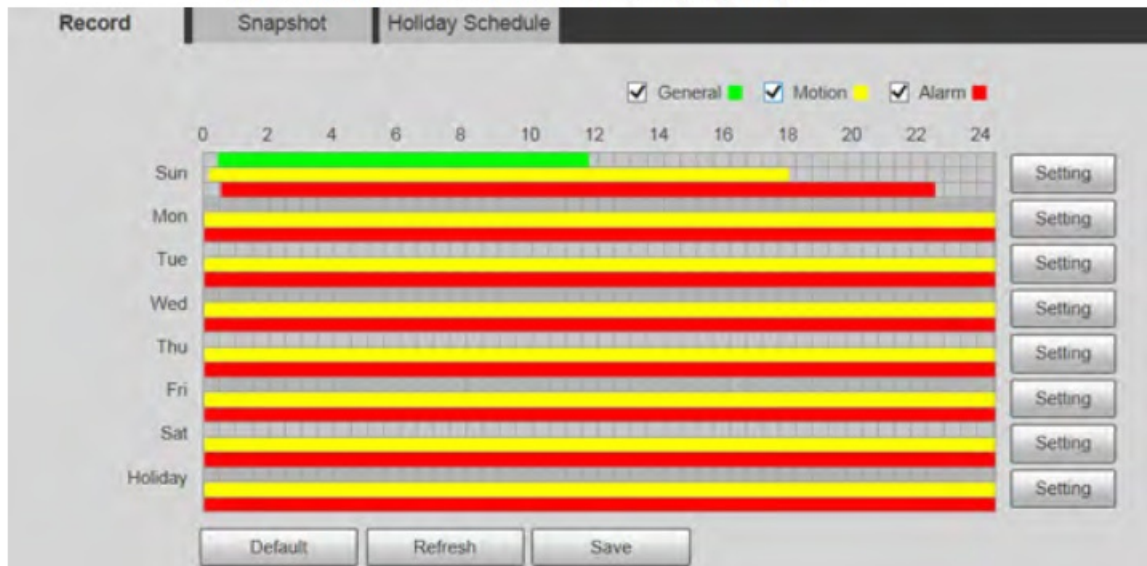 Record Snapshot Holiday Schedule
General Motion Alarm
0 2 4 6 8 10 12 14 16 18 20 22 24
Sun Setting
Mon Setting
Tue Setting
Wed Setting
Thu Setting
Fri Setting
Sat Setting
Holiday Setting
Default Refresh Save